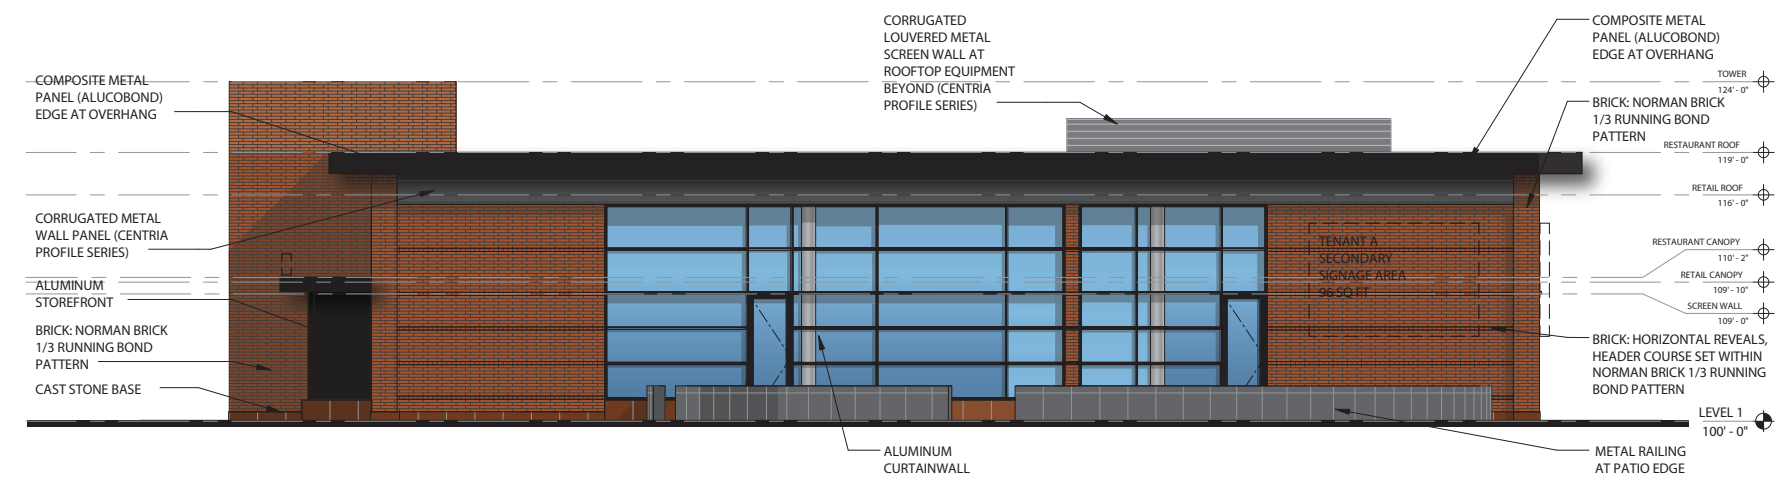 COMPOSITE METAL
PANEL (ALUCOBOND)
EDGE AT OVERHANG
CORRUGATED METAL
WALL PANEL (CENTRIA
PROFILE SERIES)
ALUMINUM
STOREFRONT
BRICK: NORMAN BRICK
1/3 RUNNING BOND
PATTERN
CAST STONE BASE
CORRUGATED
LOUVERED METAL
SCREEN WALL AT
ROOFTOP EQUIPMENT
BEYOND (CENTRIA
PROFILE SERIES)
TENANT A
SECONDARY
SIGNAGE AREA
96 SQ FT
ALUMINUM
CURTAINWALL
COMPOSITE METAL
PANEL (ALUCOBOND)
EDGE AT OVERHANG
TOWER
124' - 0"
BRICK: NORMAN BRICK
1/3 RUNNING BOND
PATTERN
RESTAURANT ROOF
119' - 0"
RETAIL ROOF
116' - 0"
RESTAURANT CANOPY
110' - 2"
RETAIL CANOPY
109' - 10"
SCREEN WALL
109' - 0"
BRICK: HORIZONTAL REVEALS,
HEADER COURSE SET WITHIN
NORMAN BRICK 1/3 RUNNING
BOND PATTERN
LEVEL 1
100' - 0"
METAL RAILING
AT PATIO EDGE